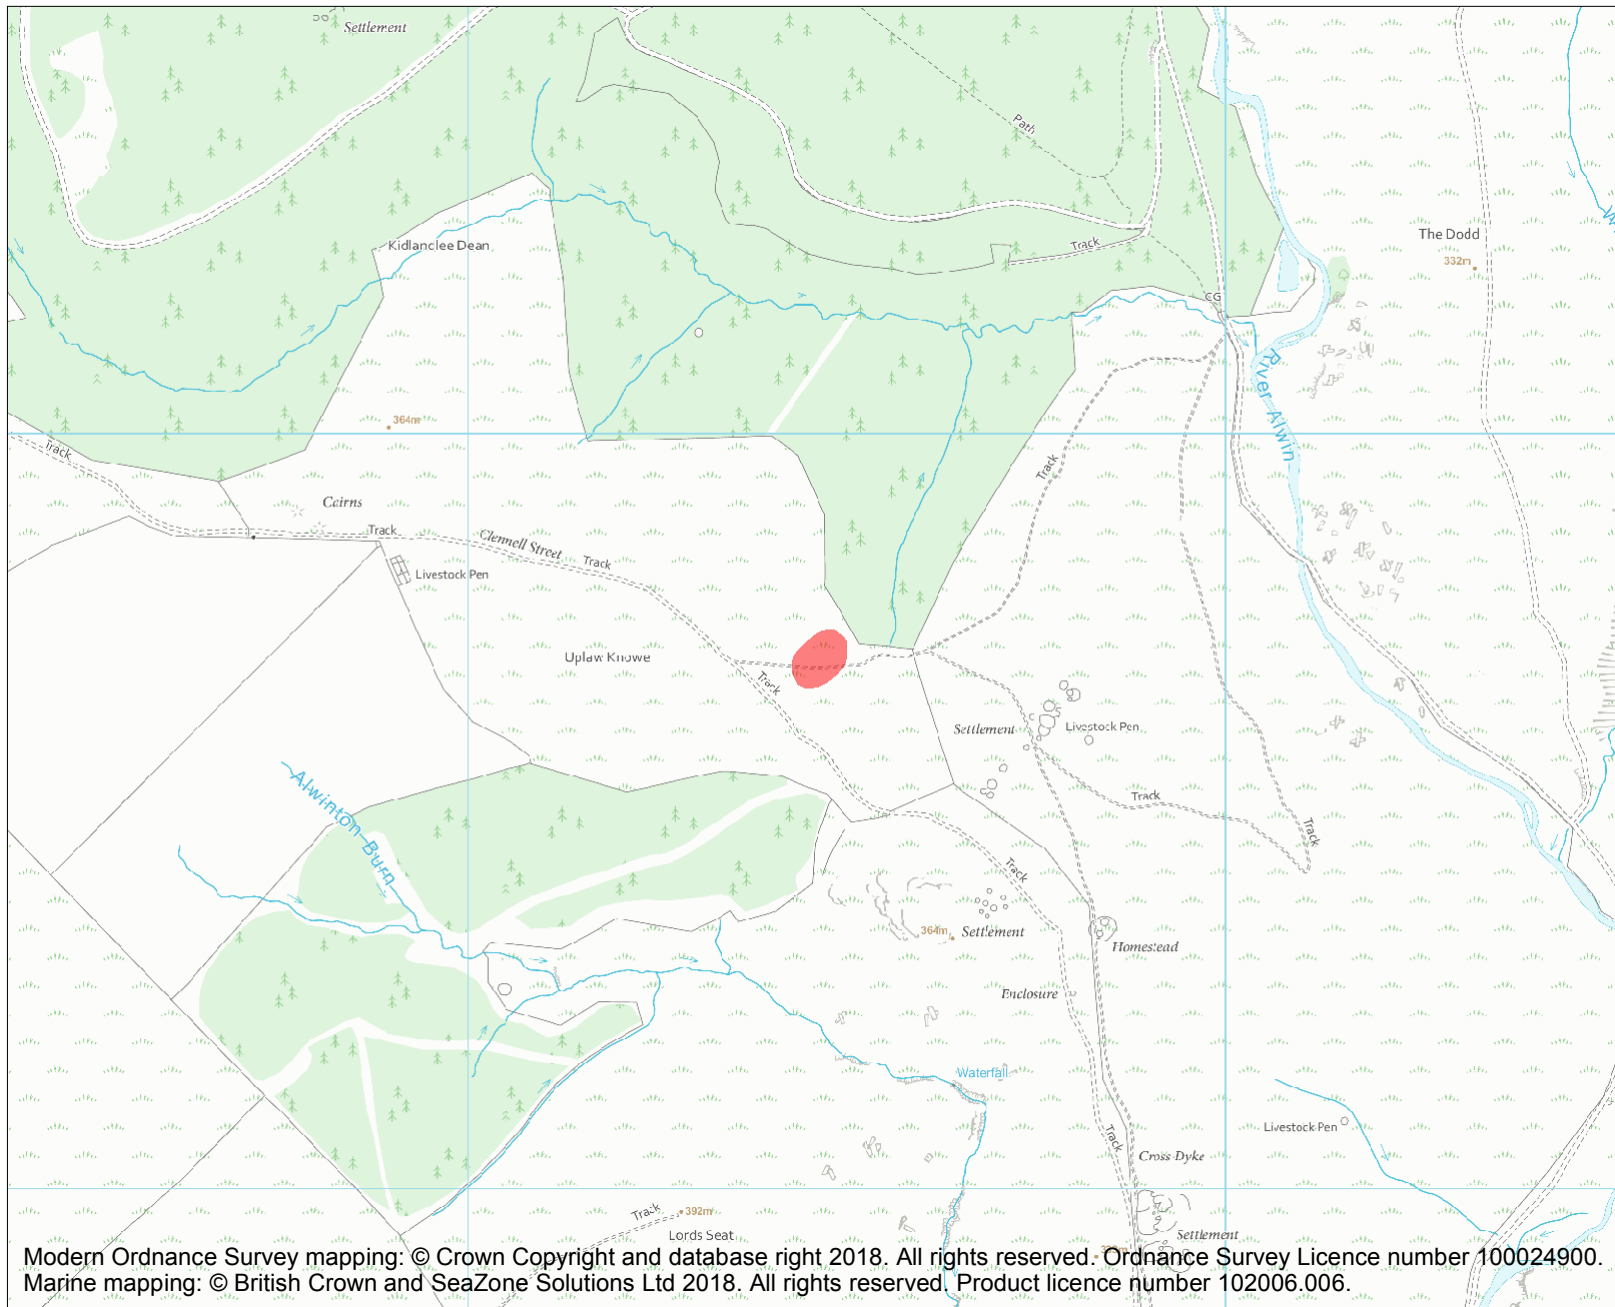 Settlement
Path
The Dodd
332m
Kidlandlee Dean
Track
CG
River Alwin
364m
Track
Cairns
Track
Clennell Street
Track
Track
Livestock Pen
Uplaw Knowe
Track
Settlement
Livestock Pen
Alwinton Burn
Track
Track
Track
364m
Settlement
Homestead
Enclosure
Waterfall
Livestock Pen
Track
Cross Dyke
Track
392m
Lords Seat
Settlement
Modern Ordnance Survey mapping: © Crown Copyright and database right 2018. All rights reserved. Ordnance Survey Licence number 100024900.
Marine mapping: © British Crown and SeaZone Solutions Ltd 2018. All rights reserved. Product licence number 102006.006.